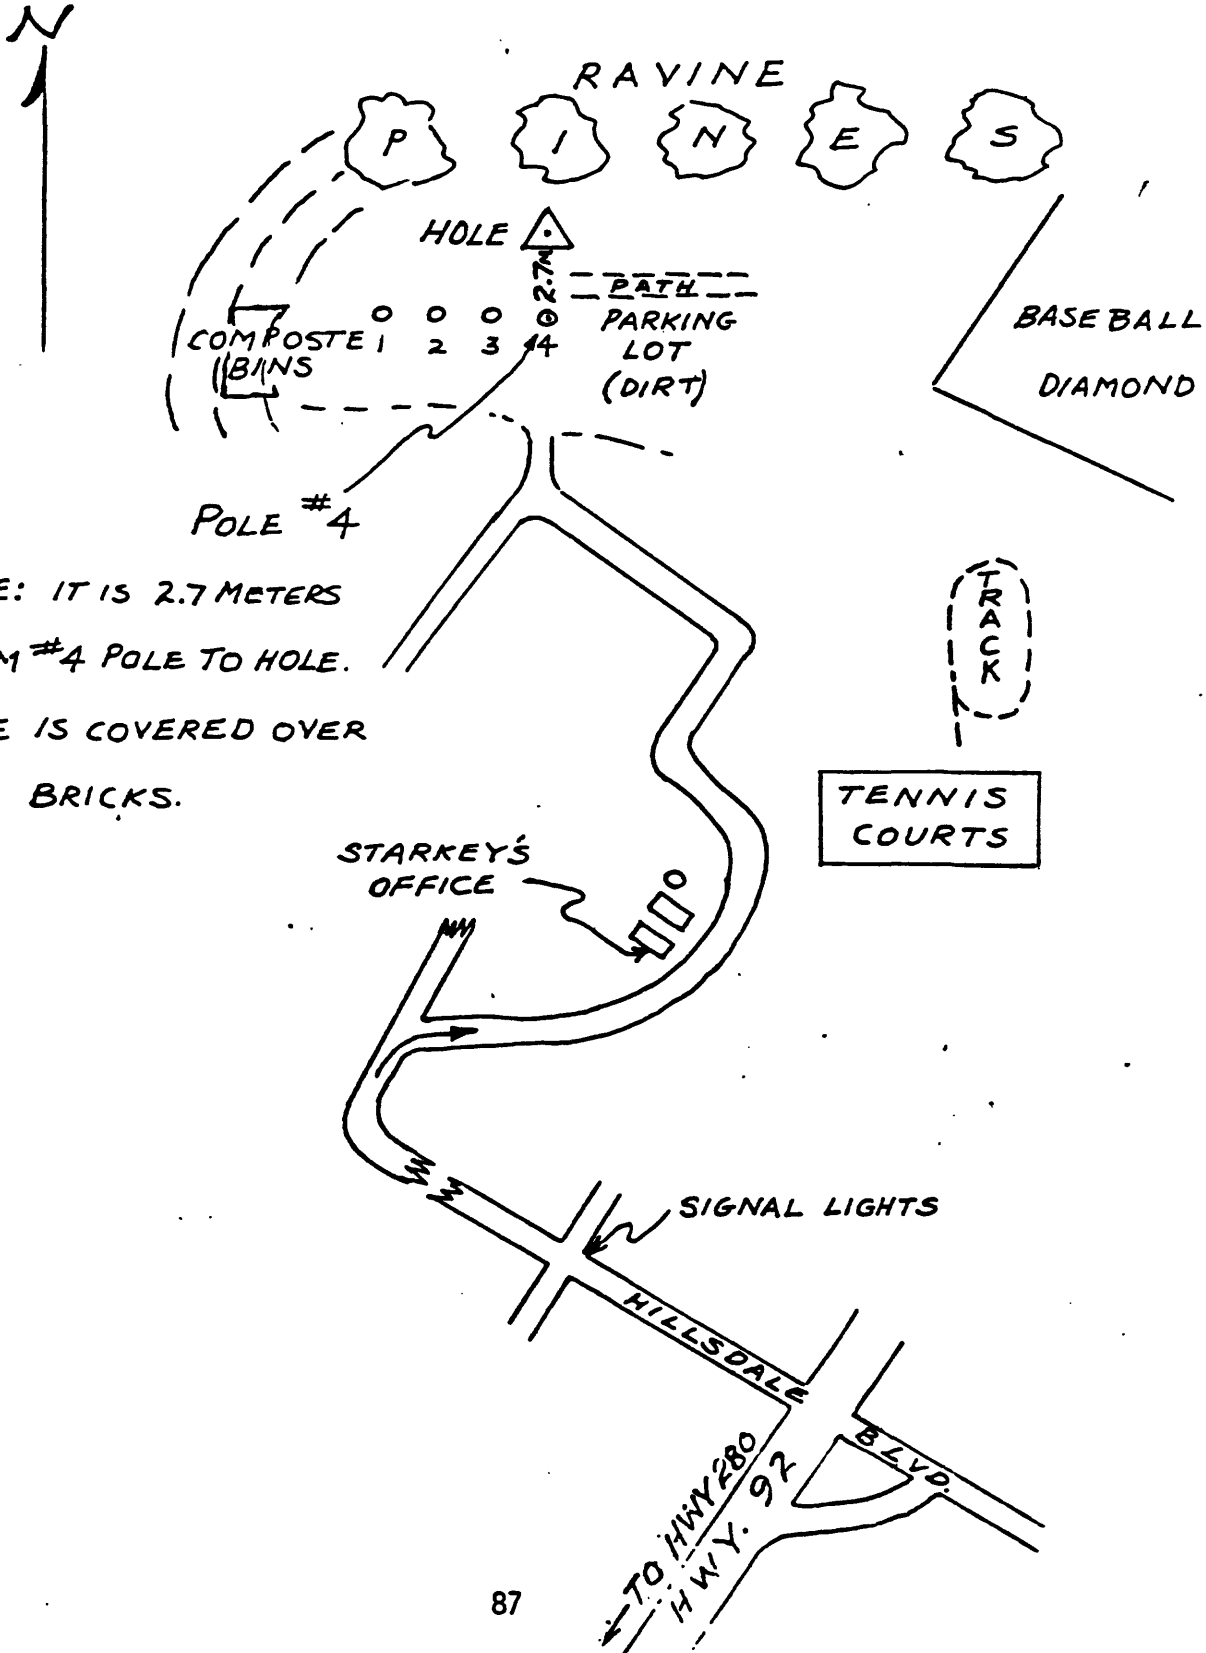 N
RAVINE
P I N E S
HOLE
2.7M
PATH
COMPOSTE
BINS
1 2 3 4
PARKING
LOT
(DIRT)
BASEBALL
DIAMOND
POLE #4
E: IT IS 2.7 METERS
M #4 POLE TO HOLE.
E IS COVERED OVER
BRICKS.
TRACK
TENNIS
COURTS
STARKEY'S
OFFICE
SIGNAL LIGHTS
HILLSDALE
BLVD.
TO HWY 280
HWY. 92
87